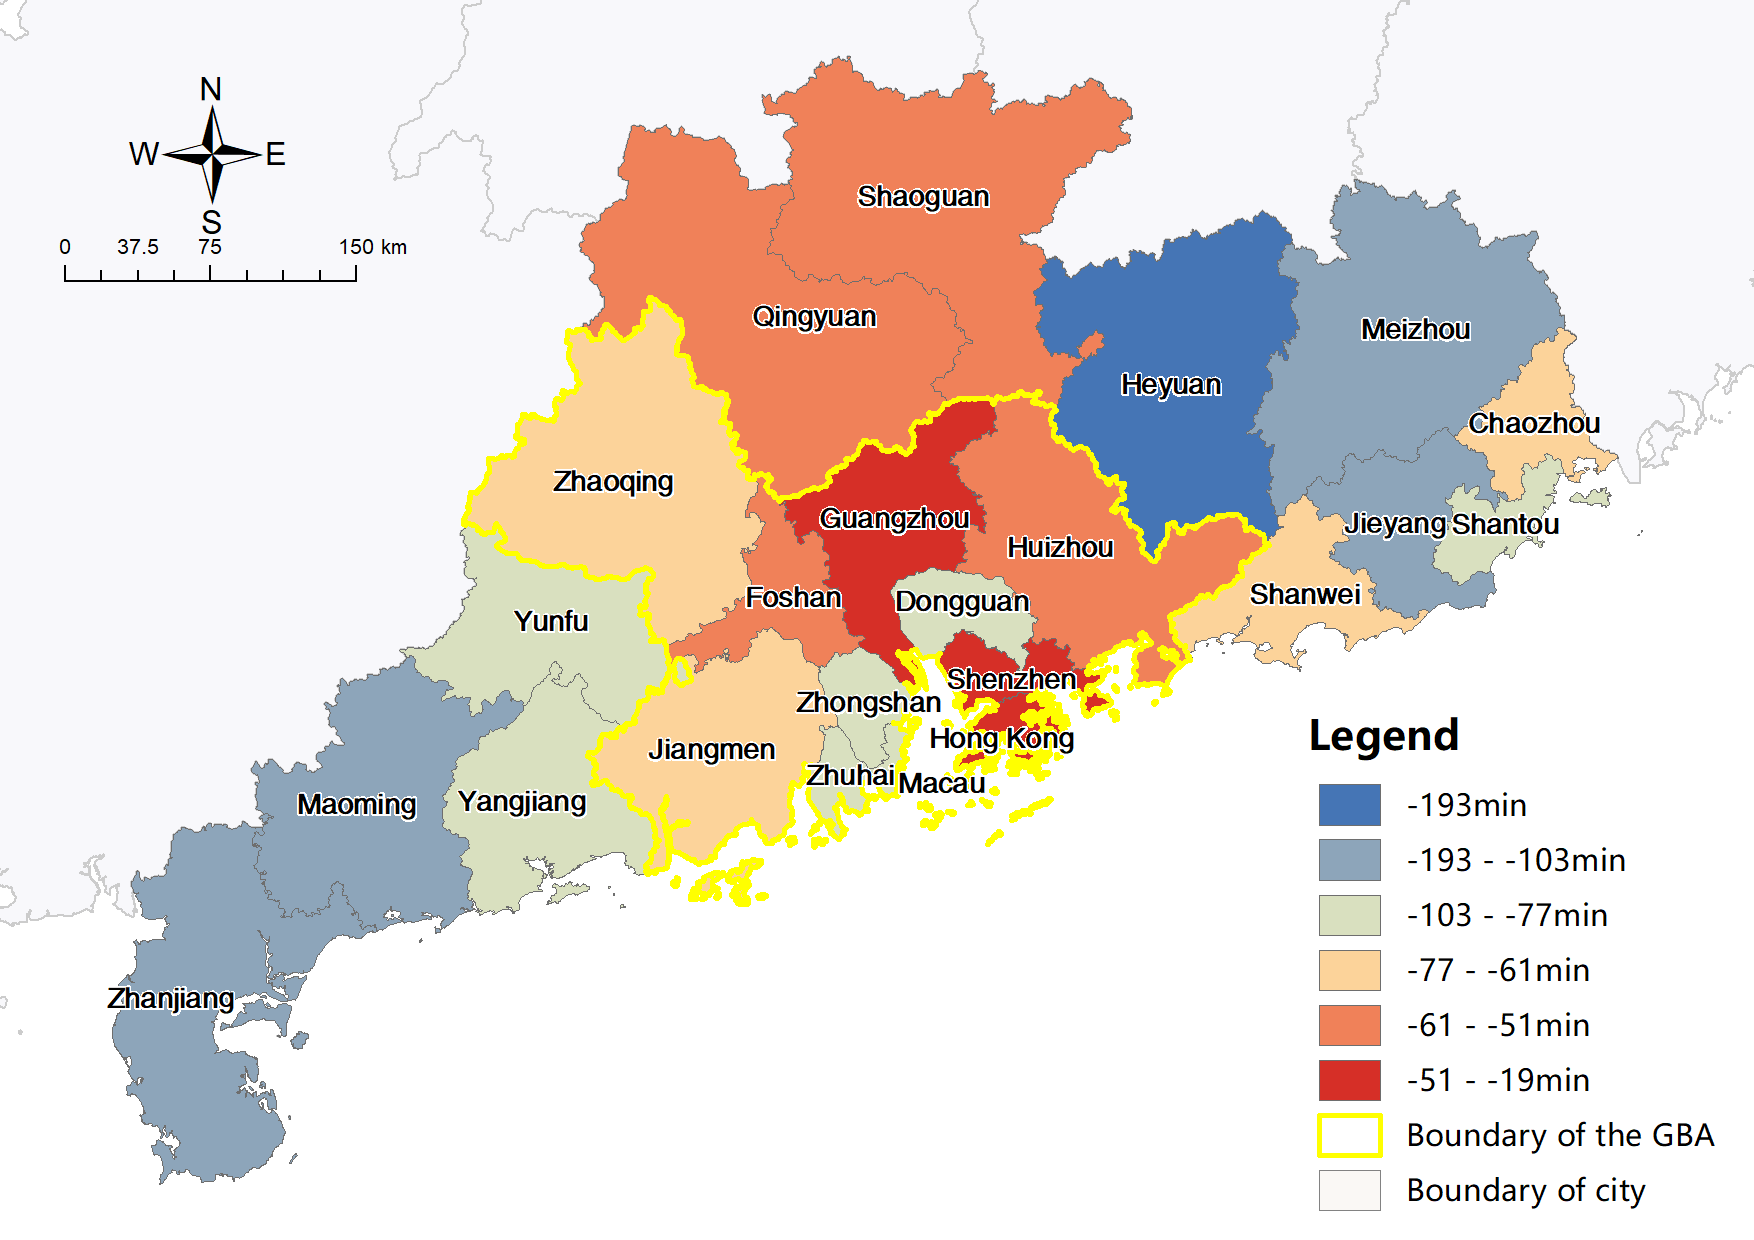 N
W
E
S
0
37.5
75
150 km
Shaoguan
Qingyuan
Meizhou
Heyuan
Chaozhou
Zhaoqing
Guangzhou
Jieyang
Shantou
Huizhou
Foshan
Dongguan
Shanwei
Yunfu
Shenzhen
Zhongshan
Hong Kong
Jiangmen
Zhuhai
Macau
Maoming
Yangjiang
Zhanjiang
Legend
-193min
-193 - -103min
-103 - -77min
-77 - -61min
-61 - -51min
-51 - -19min
Boundary of the GBA
Boundary of city